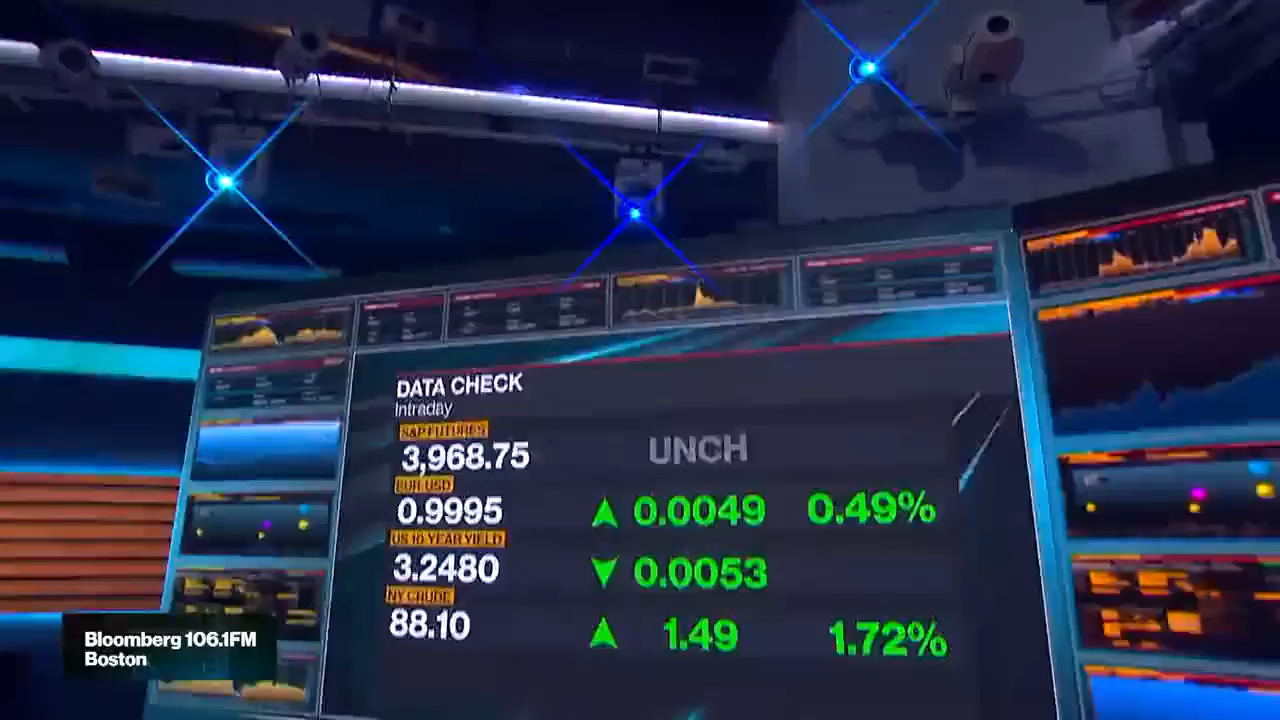 DATA CHECK
Intraday
S&P FUTURES
3,968.75 UNCH
EUR/USD
0.9995 0.0049 0.49%
US 10 YEAR YIELD
3.2480 0.0053
NY CRUDE
88.10 1.49 1.72%
Bloomberg 106.1FM
Boston